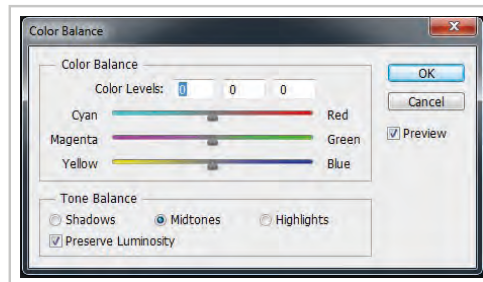 Color Balance
Color Balance
Color Levels: 0 0 0
Cyan Red
Magenta Green
Yellow Blue
Tone Balance
Shadows Midtones Highlights
Preserve Luminosity
OK
Cancel
Preview